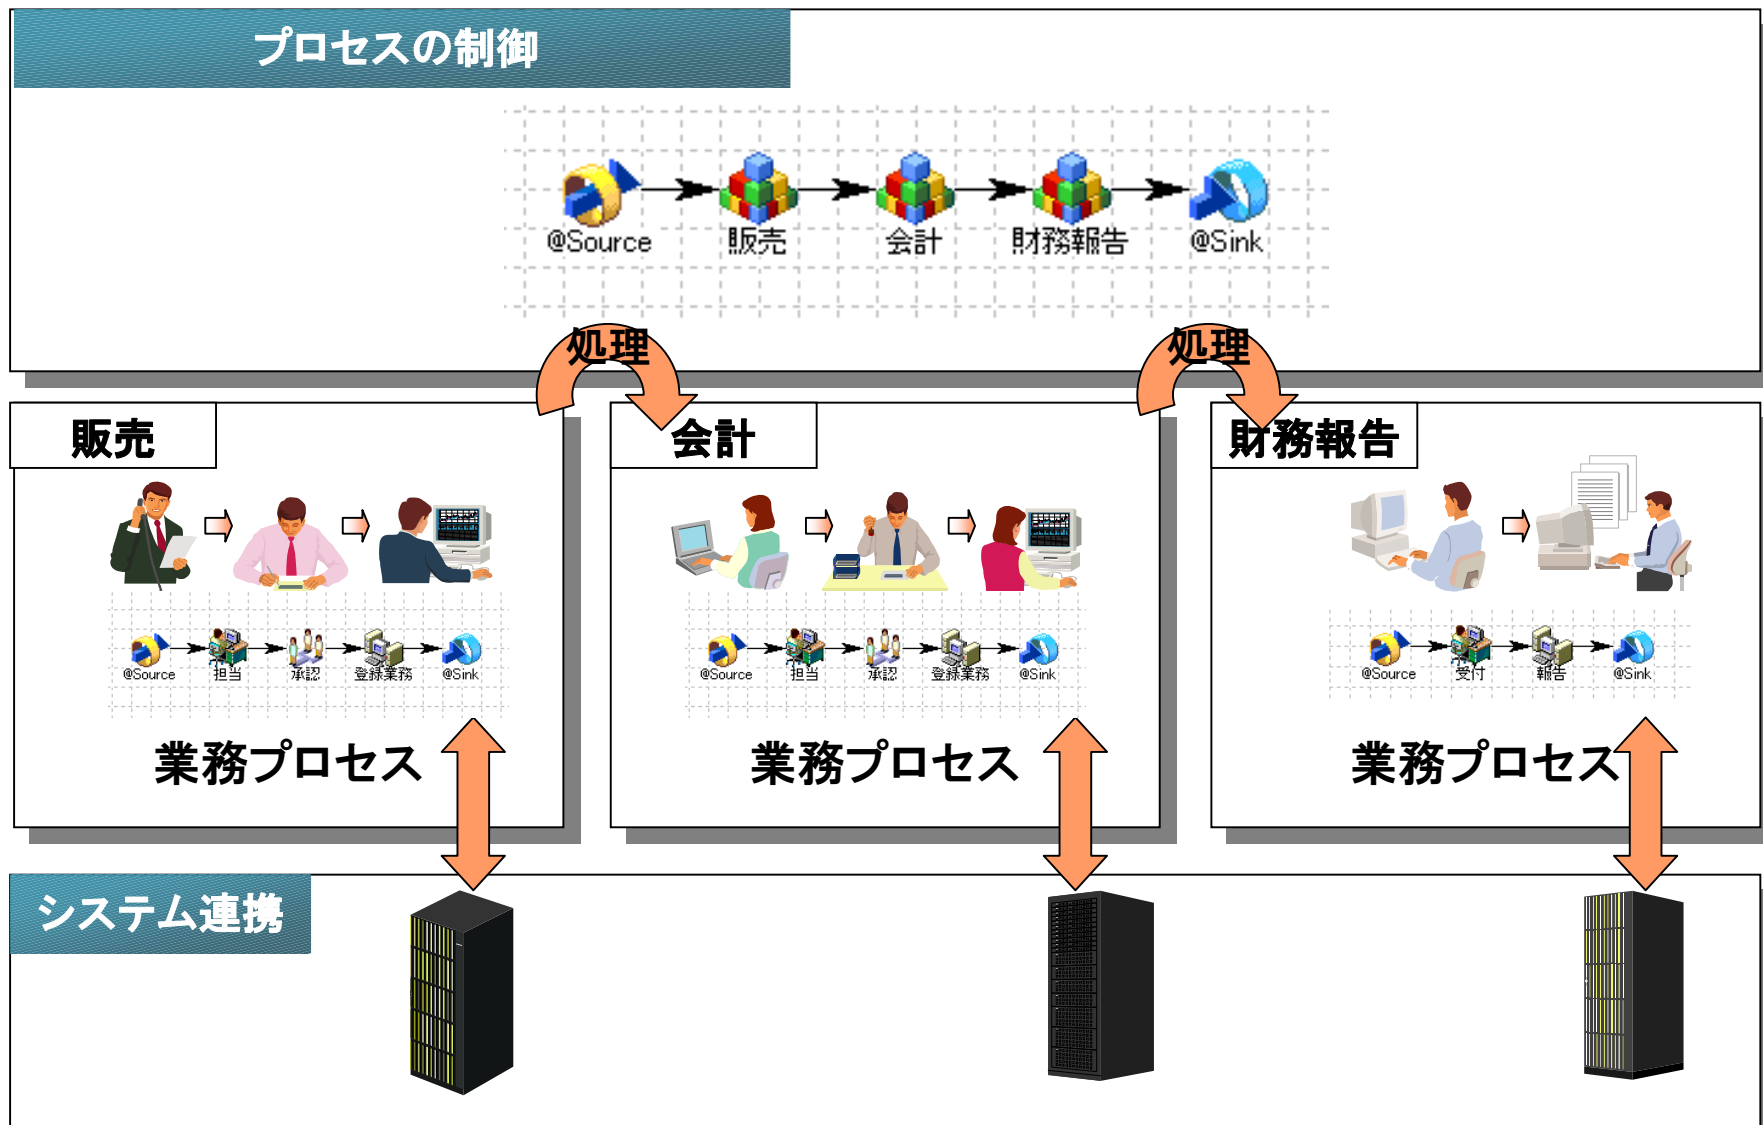 プロセスの制御
@Source
販売
会計
財務報告
@Sink
処理
処理
販売
会計
財務報告
@Source
担当
承認
登録業務
@Sink
@Source
担当
承認
登録業務
@Sink
@Source
受付
報告
@Sink
業務プロセス
業務プロセス
業務プロセス
システム連携